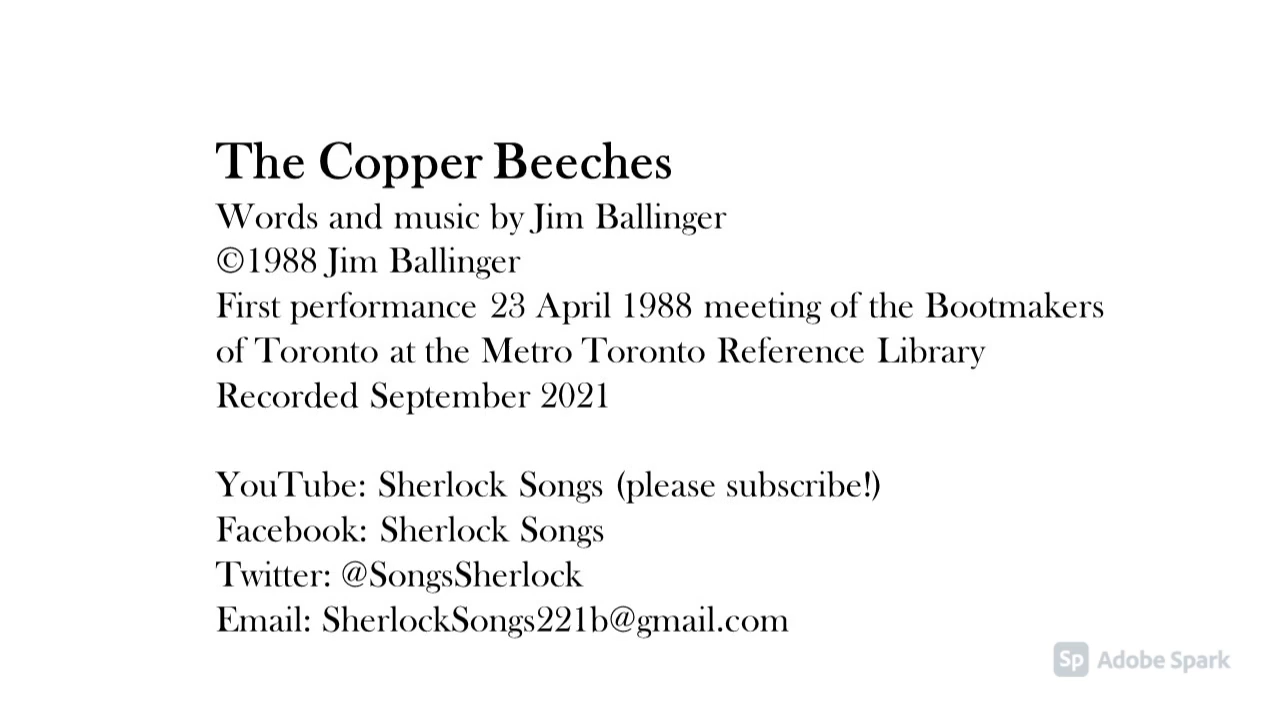 The Copper Beeches
Words and music by Jim Ballinger
©1988 Jim Ballinger
First performance 23 April 1988 meeting of the Bootmakers
of Toronto at the Metro Toronto Reference Library
Recorded September 2021
YouTube: Sherlock Songs (please subscribe!)
Facebook: Sherlock Songs
Twitter: @SongsSherlock
Email: SherlockSongs221b@gmail.com
Sp Adobe Spark